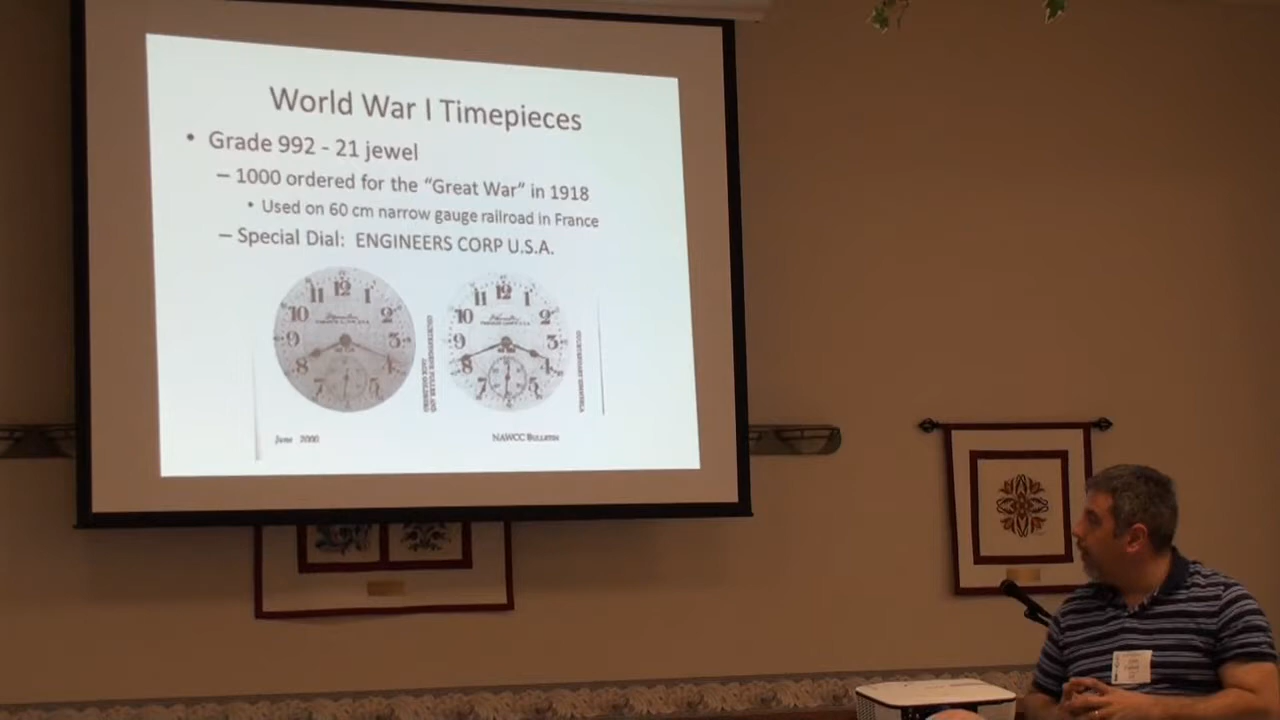 World War I Timepieces
• Grade 992 - 21 jewel
– 1000 ordered for the “Great War” in 1918
• Used on 60 cm narrow gauge railroad in France
– Special Dial: ENGINEERS CORP U.S.A.
12
11 1
10 2
9 3
8 4
7 5
12
11 1
10 2
9 3
8 4
7 5
June 2000
NAWCC BULLETIN